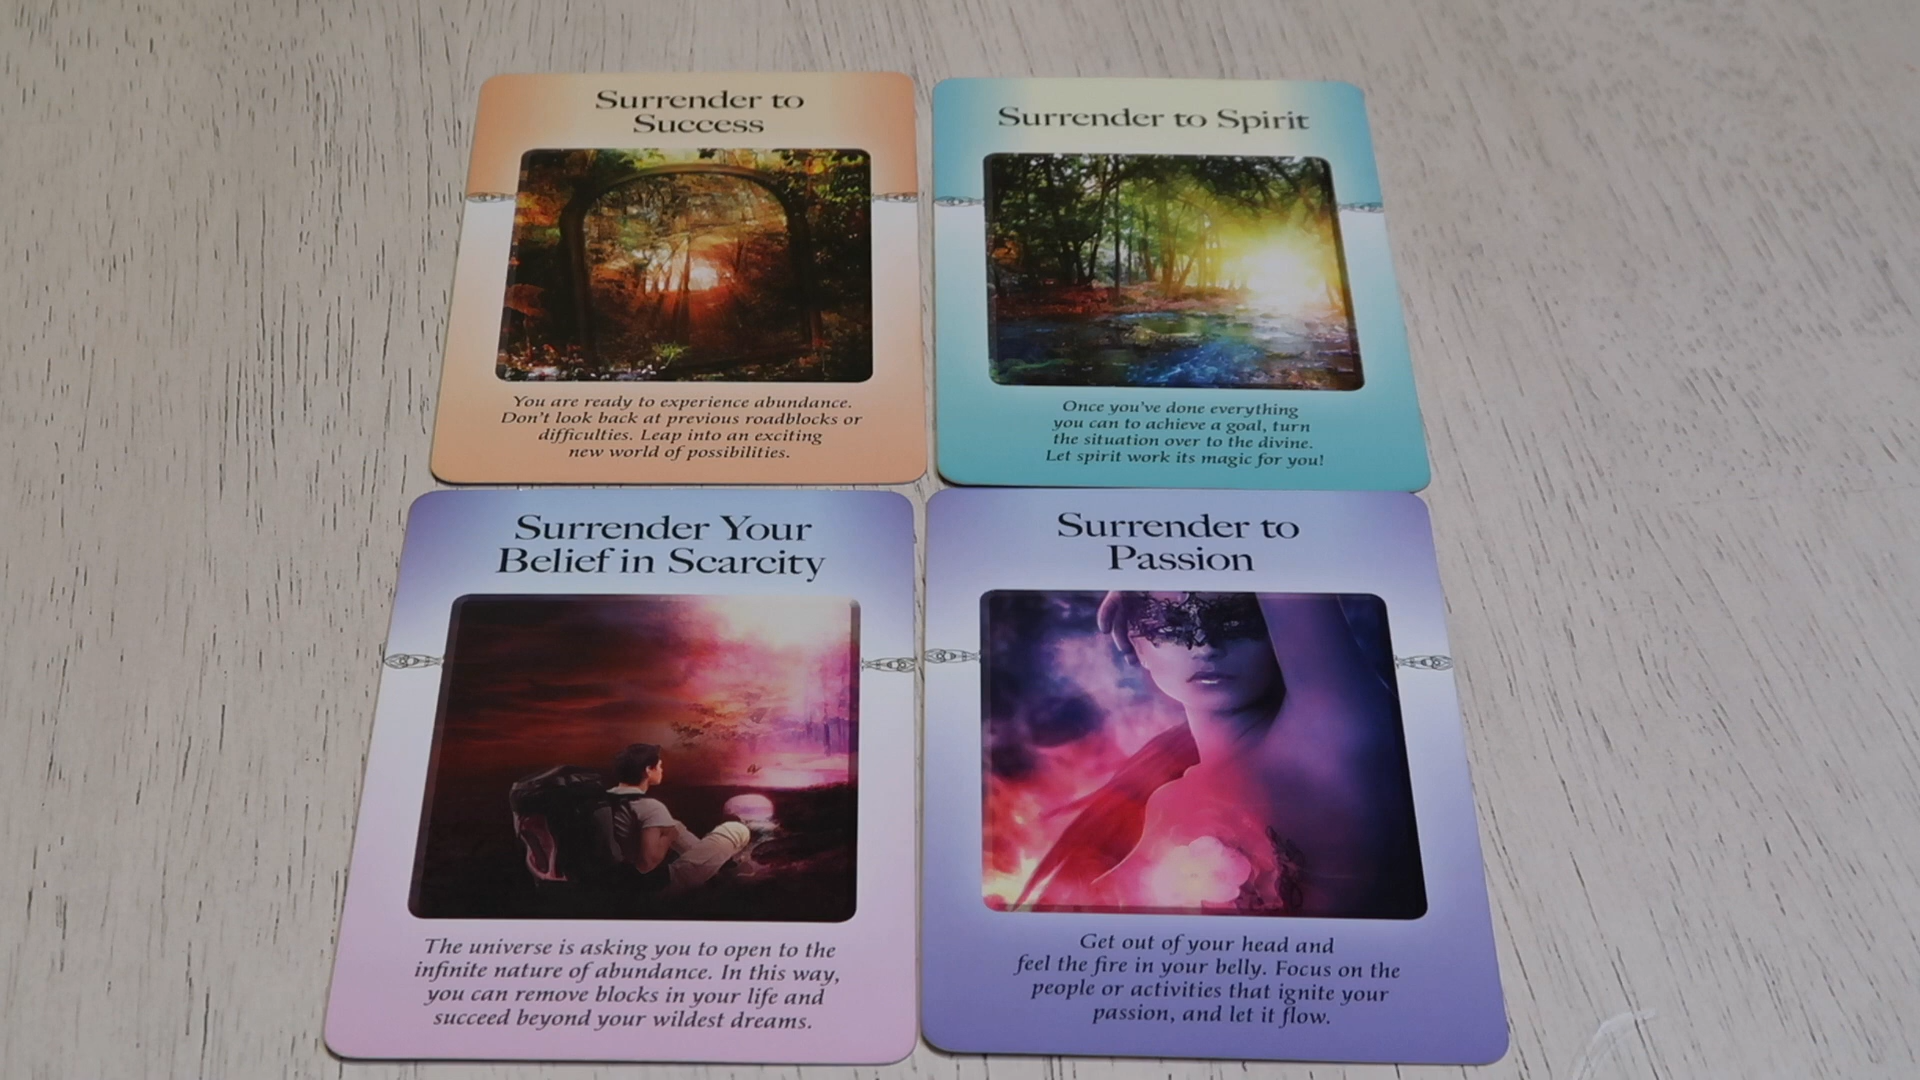 Surrender to
Success
You are ready to experience abundance.
Don't look back at previous roadblocks or
difficulties. Leap into an exciting
new world of possibilities.
Surrender to Spirit
Once you've done everything
you can to achieve a goal, turn
the situation over to the divine.
Let spirit work its magic for you!
Surrender Your
Belief in Scarcity
The universe is asking you to open to the
infinite nature of abundance. In this way,
you can remove blocks in your life and
succeed beyond your wildest dreams.
Surrender to
Passion
Get out of your head and
feel the fire in your belly. Focus on the
people or activities that ignite your
passion, and let it flow.